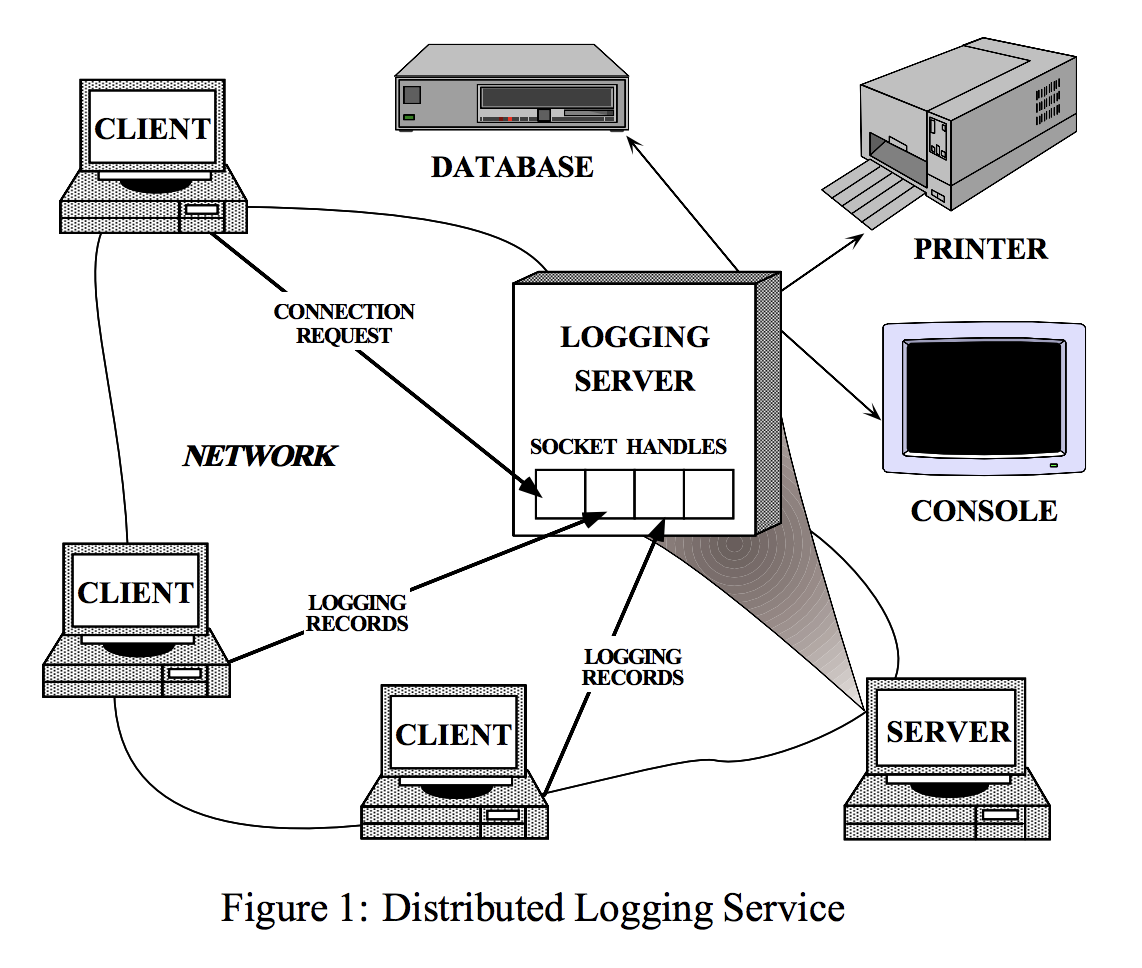 CLIENT
DATABASE
PRINTER
CONNECTION
REQUEST
LOGGING
SERVER
SOCKET HANDLES
NETWORK
CONSOLE
CLIENT
LOGGING
RECORDS
LOGGING
RECORDS
CLIENT
SERVER
Figure 1: Distributed Logging Service